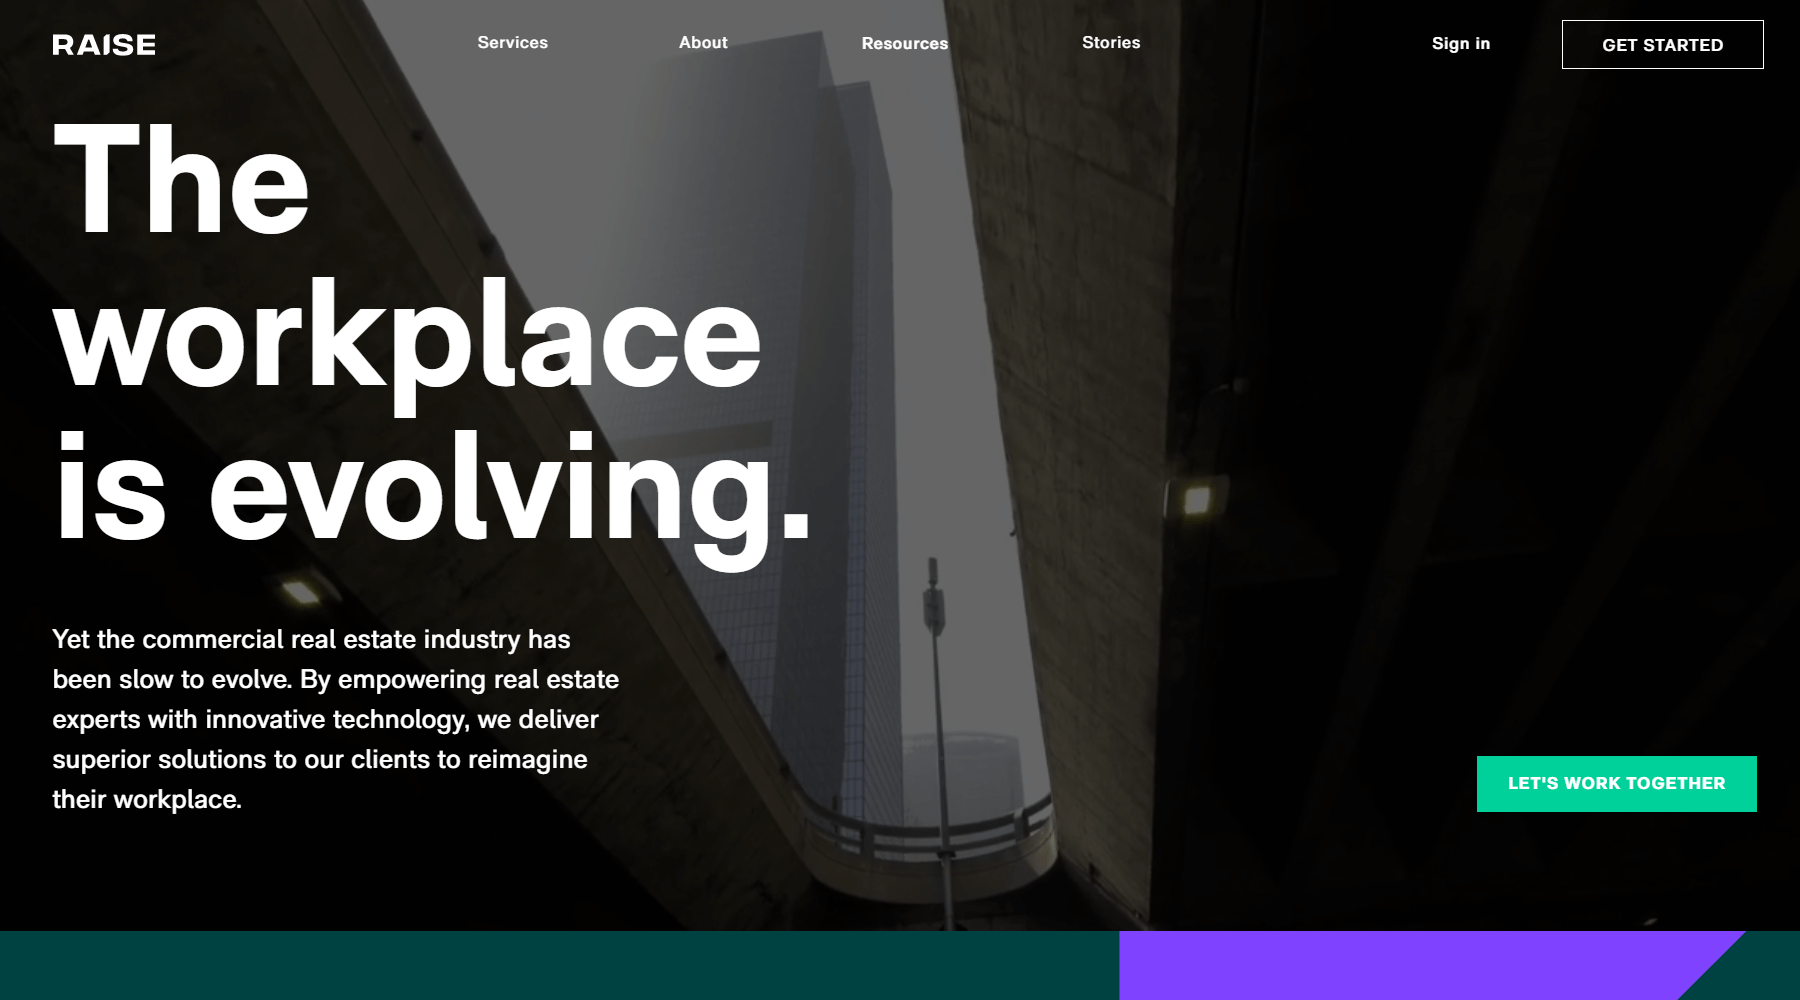 RAISE
Services
About
Resources
Stories
Sign in
GET STARTED
The
workplace
is evolving.
Yet the commercial real estate industry has
been slow to evolve. By empowering real estate
experts with innovative technology, we deliver
superior solutions to our clients to reimagine
their workplace.
LET'S WORK TOGETHER